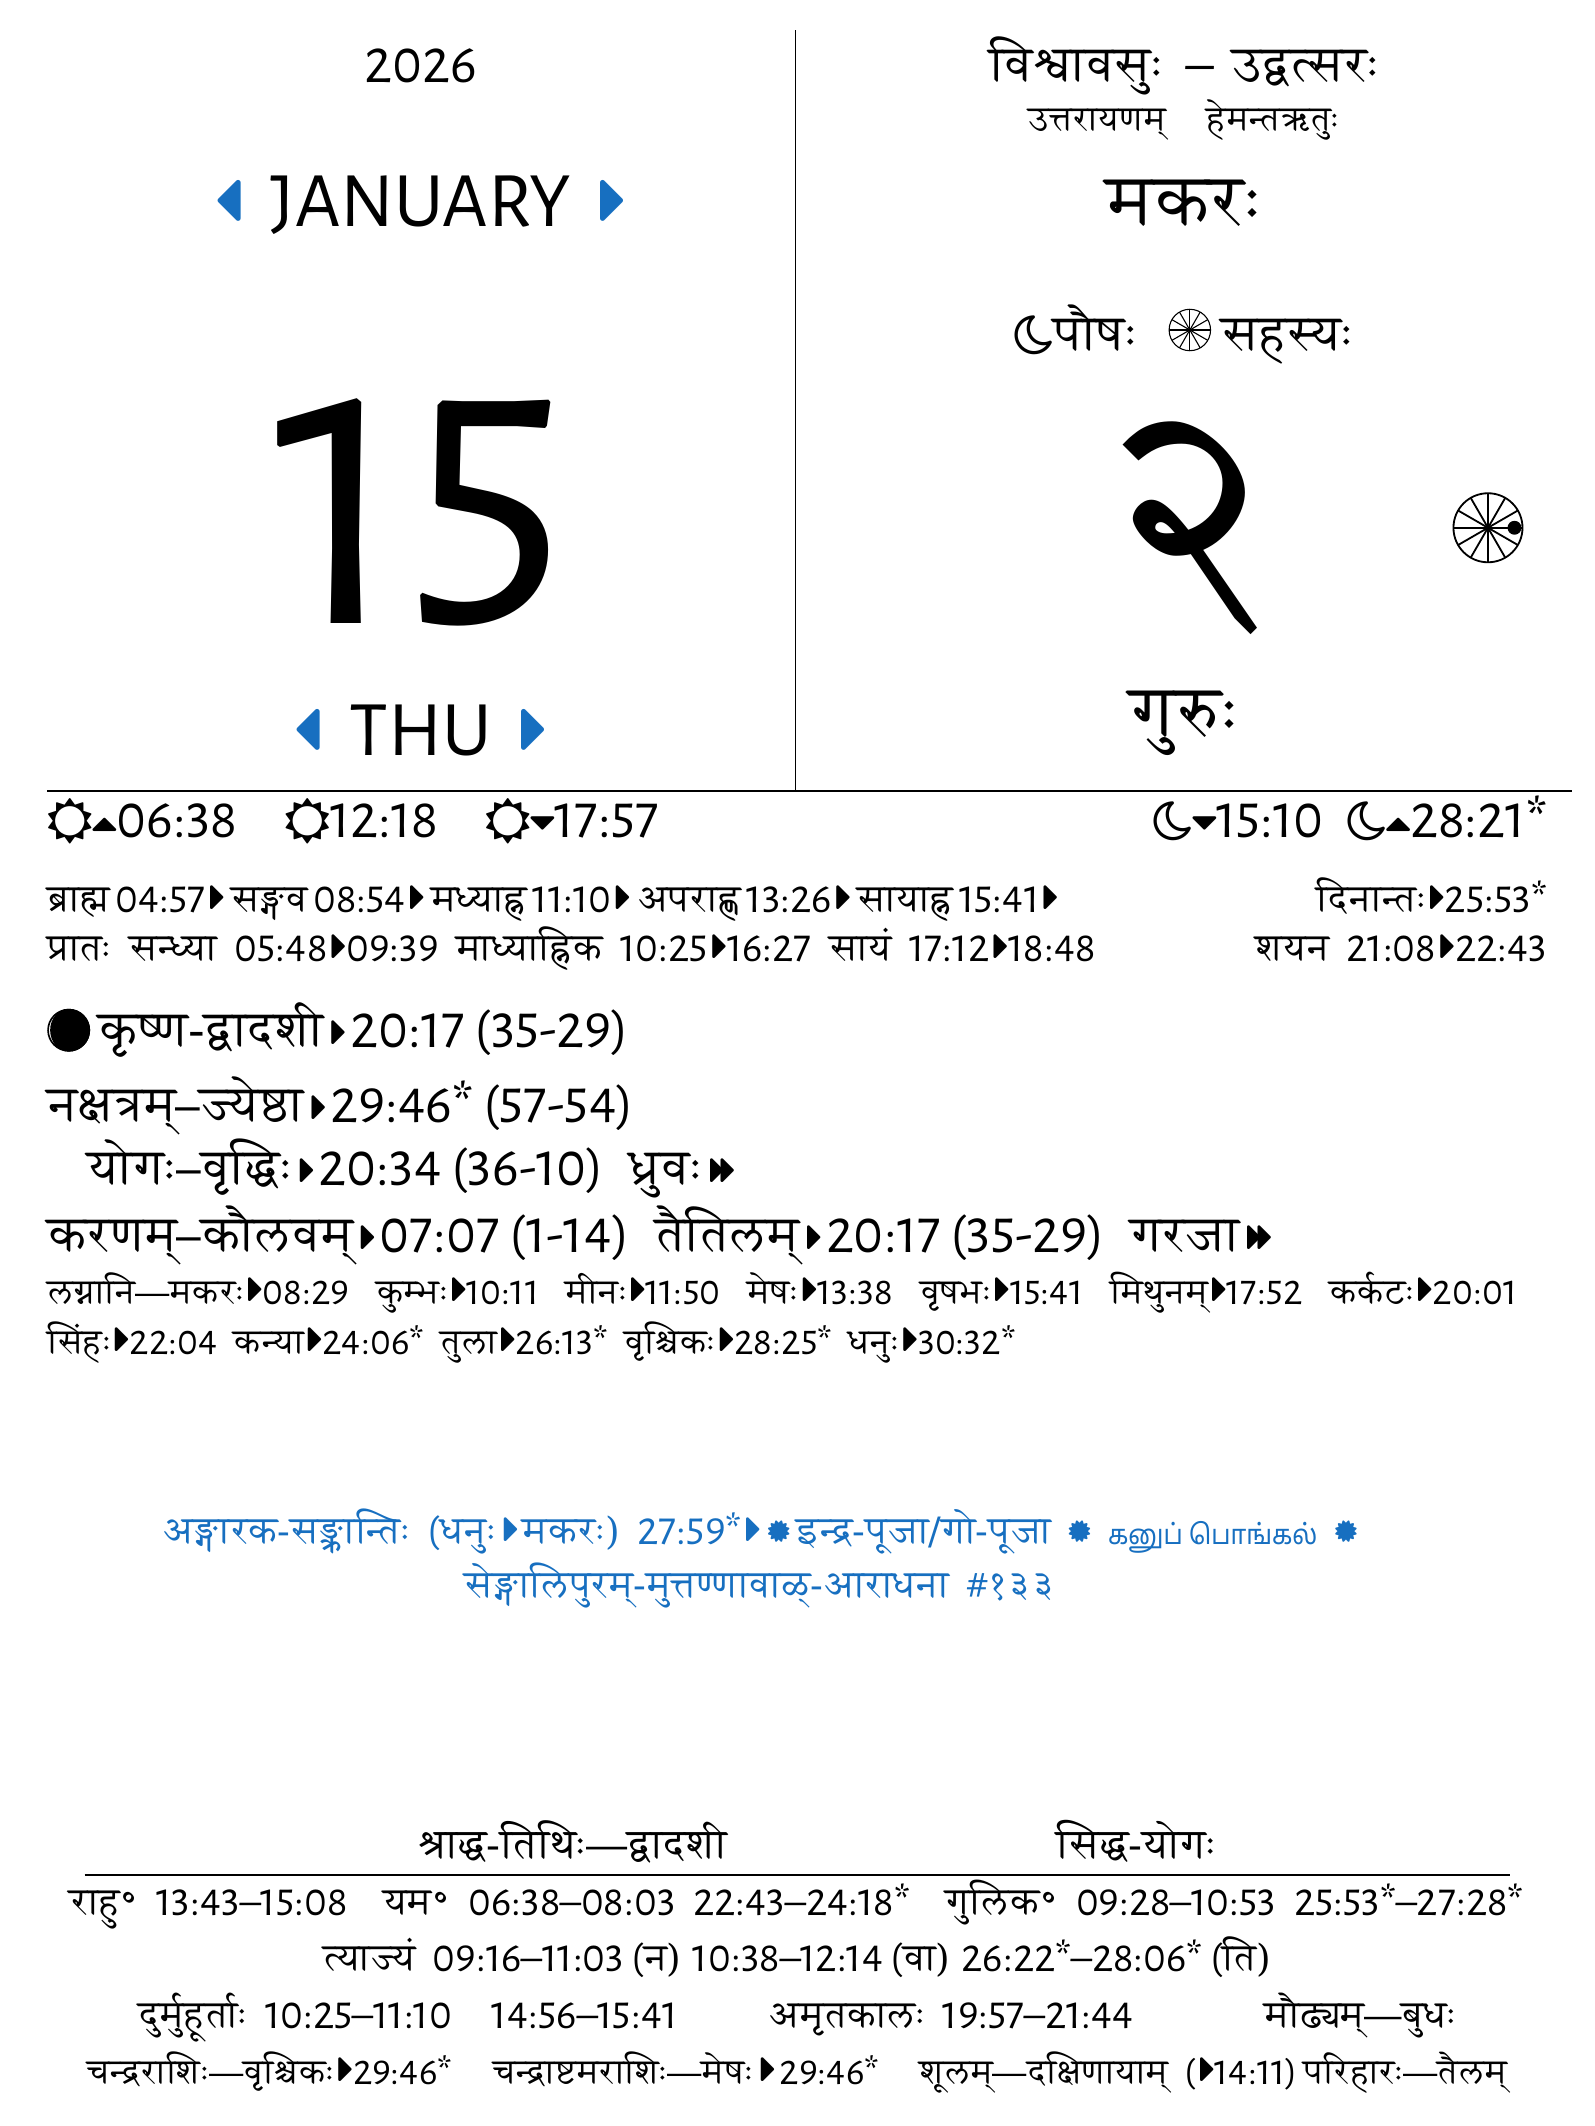 2026
JANUARY
15
THU
विश्वावसुः – उद्वत्सरः
उत्तरायणम् हेमन्तऋतुः
मकरः
पौषः सहस्यः
२
गुरुः
06:38 12:18 17:57 15:10 28:21*
ब्राह्म 04:57 सङ्गव 08:54 मध्याह्न 11:10 अपराह्ण 13:26 सायाह्न 15:41 दिनान्तः 25:53*
प्रातः सन्ध्या 05:48 09:39 माध्याह्निक 10:25 16:27 सायं 17:12 18:48 शयन 21:08 22:43
कृष्ण-द्वादशी 20:17 (35-29)
नक्षत्रम्–ज्येष्ठा 29:46* (57-54)
योगः–वृद्धिः 20:34 (36-10) ध्रुवः
करणम्–कौलवम् 07:07 (1-14) तैतिलम् 20:17 (35-29) गरजा
लग्नानि—मकरः 08:29 कुम्भः 10:11 मीनः 11:50 मेषः 13:38 वृषभः 15:41 मिथुनम् 17:52 कर्कटः 20:01
सिंहः 22:04 कन्या 24:06* तुला 26:13* वृश्चिकः 28:25* धनुः 30:32*
अङ्गारक-सङ्क्रान्तिः (धनुः मकरः) 27:59* इन्द्र-पूजा/गो-पूजा கனுப் பொங்கல்
सेङ्गालिपुरम्-मुत्तण्णावाळ्-आराधना #१३३
श्राद्ध-तिथिः—द्वादशी सिद्ध-योगः
राहु° 13:43–15:08 यम° 06:38–08:03 22:43–24:18* गुलिक° 09:28–10:53 25:53*–27:28*
त्याज्यं 09:16–11:03 (न) 10:38–12:14 (वा) 26:22*–28:06* (ति)
दुर्मुहूर्ताः 10:25–11:10 14:56–15:41 अमृतकालः 19:57–21:44 मौढ्यम्—बुधः
चन्द्रराशिः—वृश्चिकः 29:46* चन्द्राष्टमराशिः—मेषः 29:46* शूलम्—दक्षिणायाम् ( 14:11) परिहारः—तैलम्